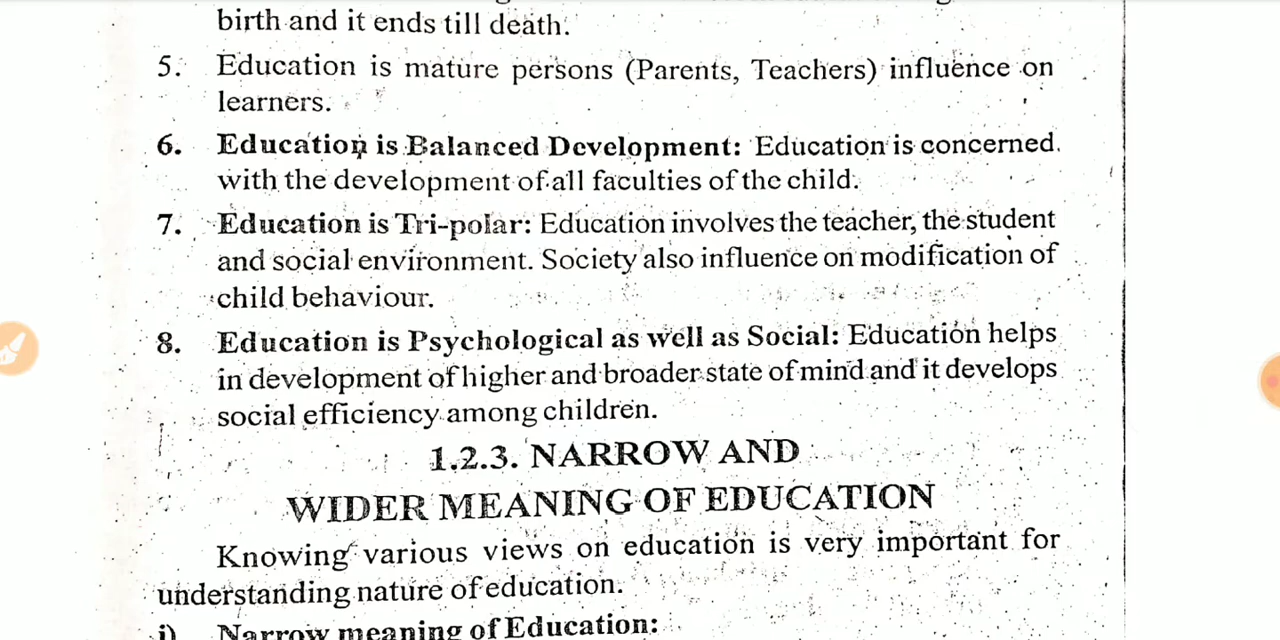 birth and it ends till death.
5. Education is mature persons (Parents, Teachers) influence on
learners.
6. Education is Balanced Development: Education is concerned
with the development of all faculties of the child.
7. Education is Tri-polar: Education involves the teacher, the student
and social environment. Society also influence on modification of
child behaviour.
8. Education is Psychological as well as Social: Education helps
in development of higher and broader state of mind and it develops
social efficiency among children.
1.2.3. NARROW AND
WIDER MEANING OF EDUCATION
Knowing various views on education is very important for
understanding nature of education.
i) Narrow meaning of Education: